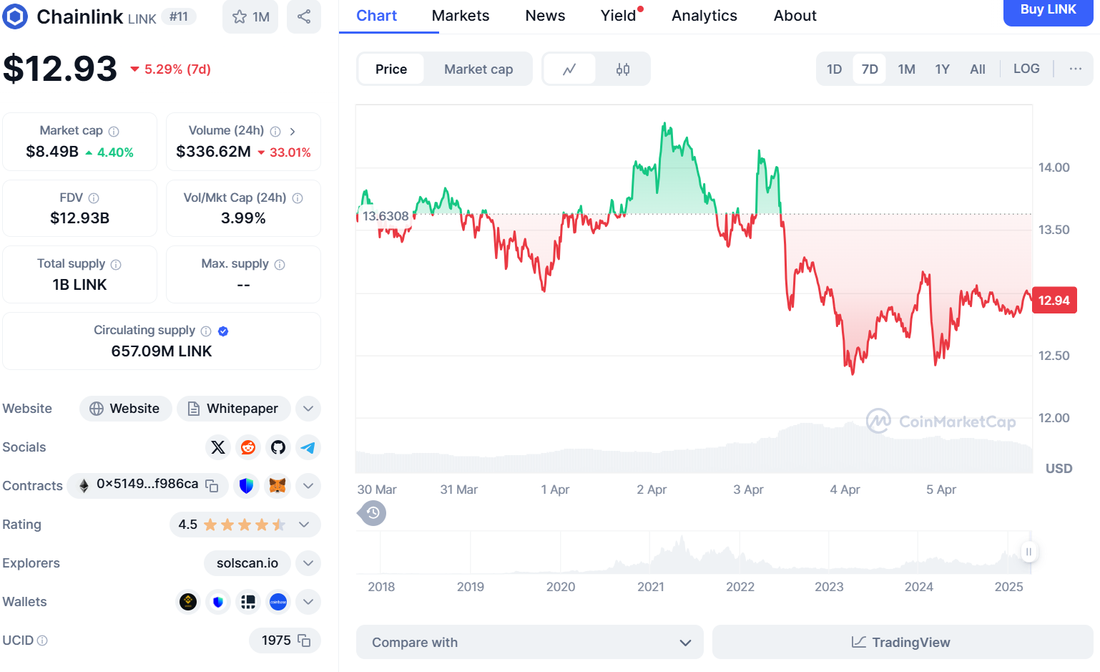 Chainlink LINK #11
1M
$12.93 5.29% (7d)
Market cap
$8.49B 4.40%
Volume (24h)
$336.62M 33.01%
FDV
$12.93B
Vol/Mkt Cap (24h)
3.99%
Total supply
1B LINK
Max. supply
--
Circulating supply
657.09M LINK
Website Website Whitepaper
Socials
Contracts 0x5149...f986ca
Rating 4.5
Explorers solscan.io
Wallets
UCID 1975
Chart Markets News Yield Analytics About
Buy LINK
Price Market cap
1D 7D 1M 1Y All LOG ...
13.6308
14.00
13.50
12.94
12.50
12.00
CoinMarketCap
USD
30 Mar 31 Mar 1 Apr 2 Apr 3 Apr 4 Apr 5 Apr
2018 2019 2020 2021 2022 2023 2024 2025
Compare with
TradingView